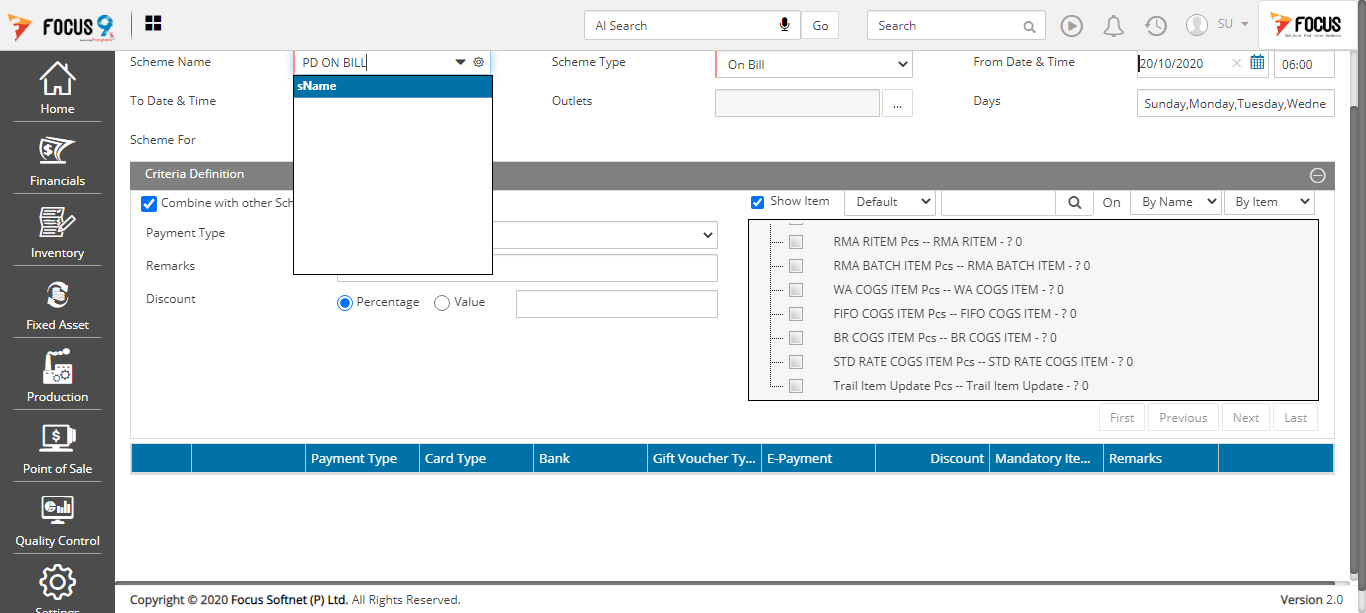 FOCUS 9
AI Search
Go
Search
SU
FOCUS
Scheme Name
PD ON BILL
Scheme Type
On Bill
From Date & Time
20/10/2020
06:00
sName
To Date & Time
Outlets
...
Days
Sunday,Monday,Tuesday,Wedne
Scheme For
Criteria Definition
Combine with other Sch
Show Item
Default
On
By Name
By Item
Payment Type
Remarks
Discount
Percentage
Value
RMA RITEM Pcs -- RMA RITEM - ? 0
RMA BATCH ITEM Pcs -- RMA BATCH ITEM - ? 0
WA COGS ITEM Pcs -- WA COGS ITEM - ? 0
FIFO COGS ITEM Pcs -- FIFO COGS ITEM - ? 0
BR COGS ITEM Pcs -- BR COGS ITEM - ? 0
STD RATE COGS ITEM Pcs -- STD RATE COGS ITEM - ? 0
Trail Item Update Pcs -- Trail Item Update - ? 0
First
Previous
Next
Last
Payment Type
Card Type
Bank
Gift Voucher Ty...
E-Payment
Discount
Mandatory Ite...
Remarks
Home
Financials
Inventory
Fixed Asset
Production
Point of Sale
Quality Control
Settings
Copyright © 2020 Focus Softnet (P) Ltd. All Rights Reserved.
Version 2.0